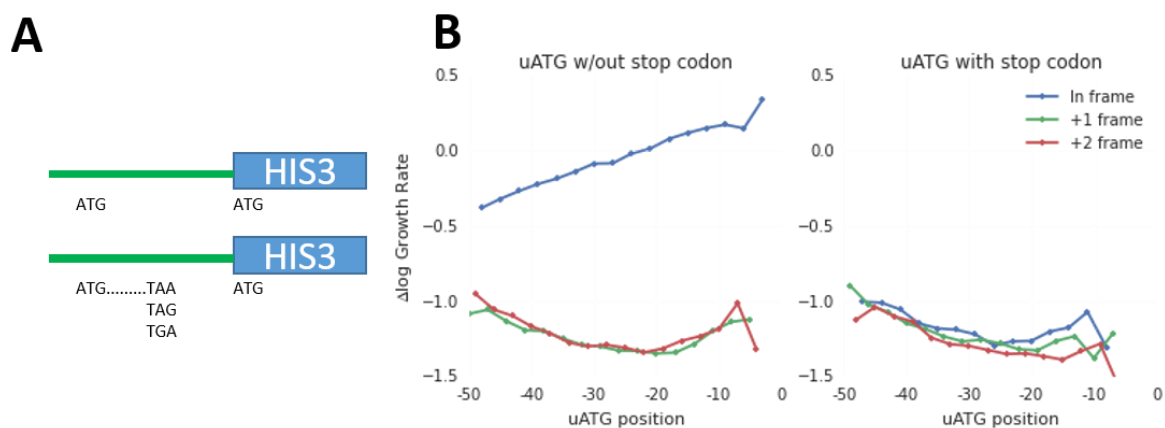 A
HIS3
ATG ATG
HIS3
ATG.........TAA ATG
TAG
TGA
B
uATG w/out stop codon
Δlog Growth Rate
0.5
0.0
−0.5
−1.0
−1.5
-50 -40 -30 -20 -10 0
uATG position
uATG with stop codon
In frame
+1 frame
+2 frame
0.5
0.0
−0.5
−1.0
−1.5
-50 -40 -30 -20 -10 0
uATG position